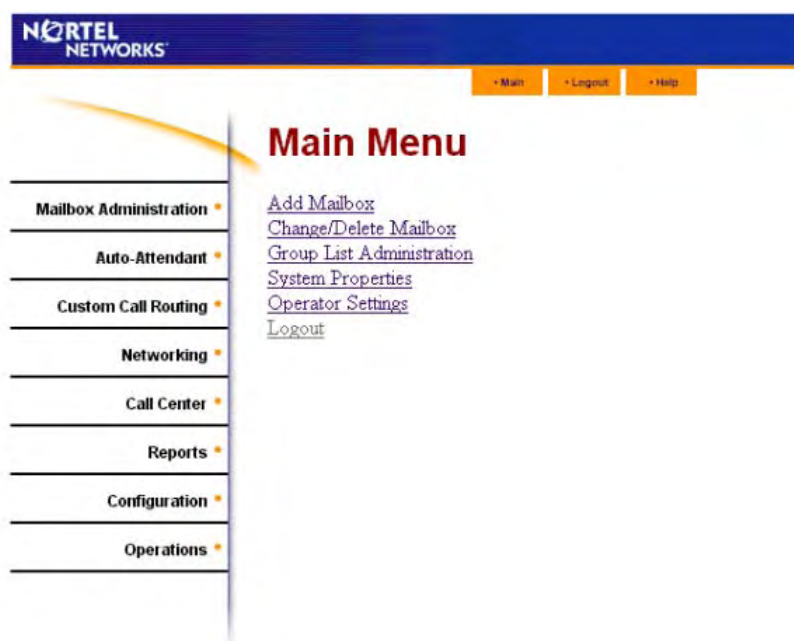 NORTEL
NETWORKS
• Main • Logout • Help
Main Menu
Mailbox Administration
Auto-Attendant
Custom Call Routing
Networking
Call Center
Reports
Configuration
Operations
Add Mailbox
Change/Delete Mailbox
Group List Administration
System Properties
Operator Settings
Logout